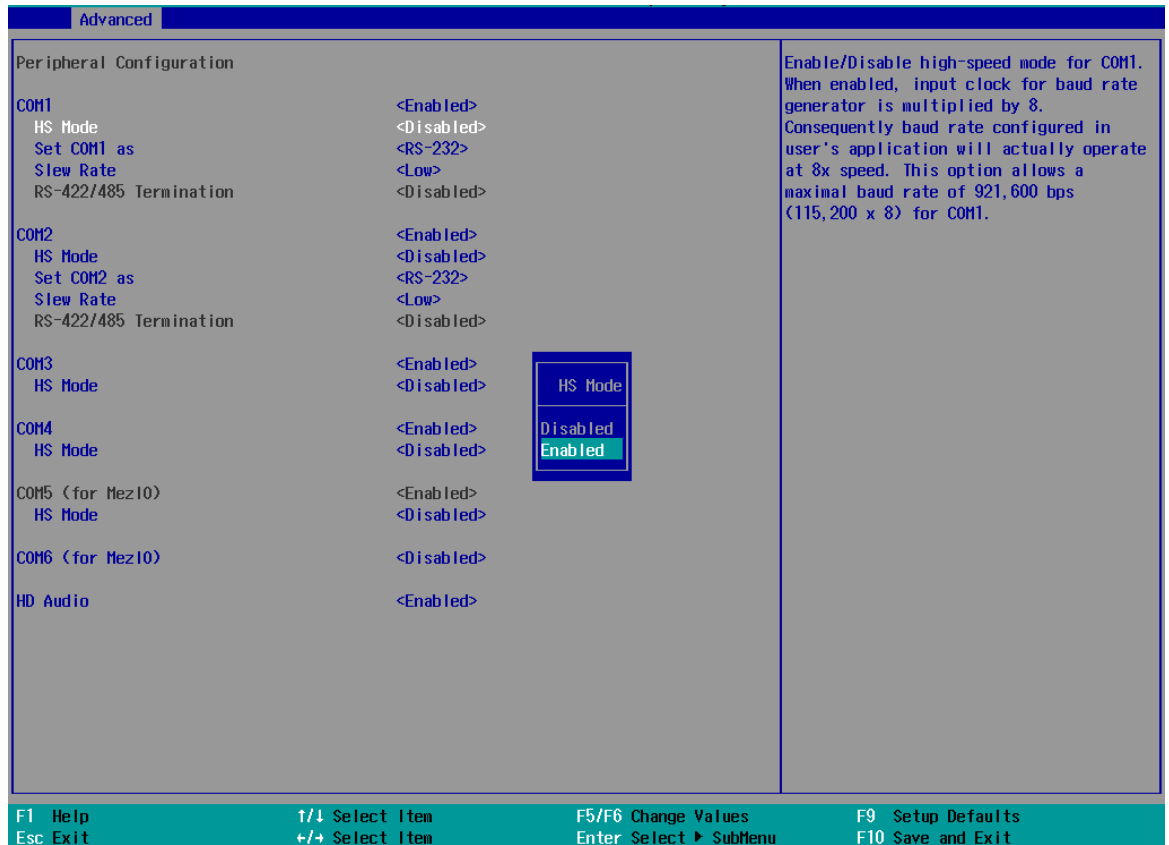 Advanced
Peripheral Configuration
COM1 <Enabled>
HS Mode <Disabled>
Set COM1 as <RS-232>
Slew Rate <Low>
RS-422/485 Termination <Disabled>
COM2 <Enabled>
HS Mode <Disabled>
Set COM2 as <RS-232>
Slew Rate <Low>
RS-422/485 Termination <Disabled>
COM3 <Enabled>
HS Mode <Disabled>
COM4 <Enabled>
HS Mode <Disabled>
COM5 (for MezIO) <Enabled>
HS Mode <Disabled>
COM6 (for MezIO) <Disabled>
HD Audio <Enabled>
HS Mode
Disabled
Enabled
Enable/Disable high-speed mode for COM1.
When enabled, input clock for baud rate
generator is multiplied by 8.
Consequently baud rate configured in
user's application will actually operate
at 8x speed. This option allows a
maximal baud rate of 921,600 bps
(115,200 x 8) for COM1.
F1 Help ↑/↓ Select Item F5/F6 Change Values F9 Setup Defaults
Esc Exit ←/→ Select Item Enter Select ▶ SubMenu F10 Save and Exit